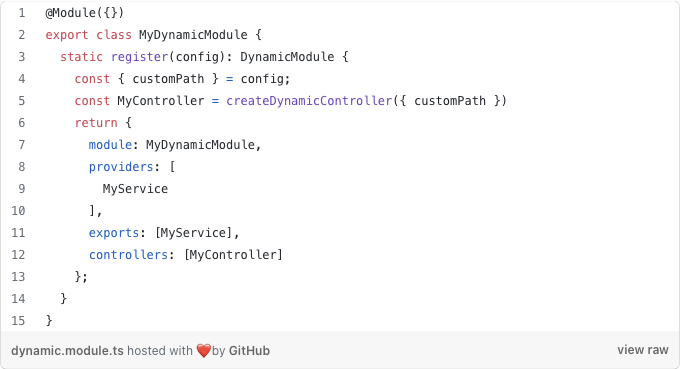 1 @Module({})
2 export class MyDynamicModule {
3   static register(config): DynamicModule {
4     const { customPath } = config;
5     const MyController = createDynamicController({ customPath })
6     return {
7       module: MyDynamicModule,
8       providers: [
9         MyService
10       ],
11       exports: [MyService],
12       controllers: [MyController]
13     };
14   }
15 }
dynamic.module.ts hosted with ❤️by GitHub view raw